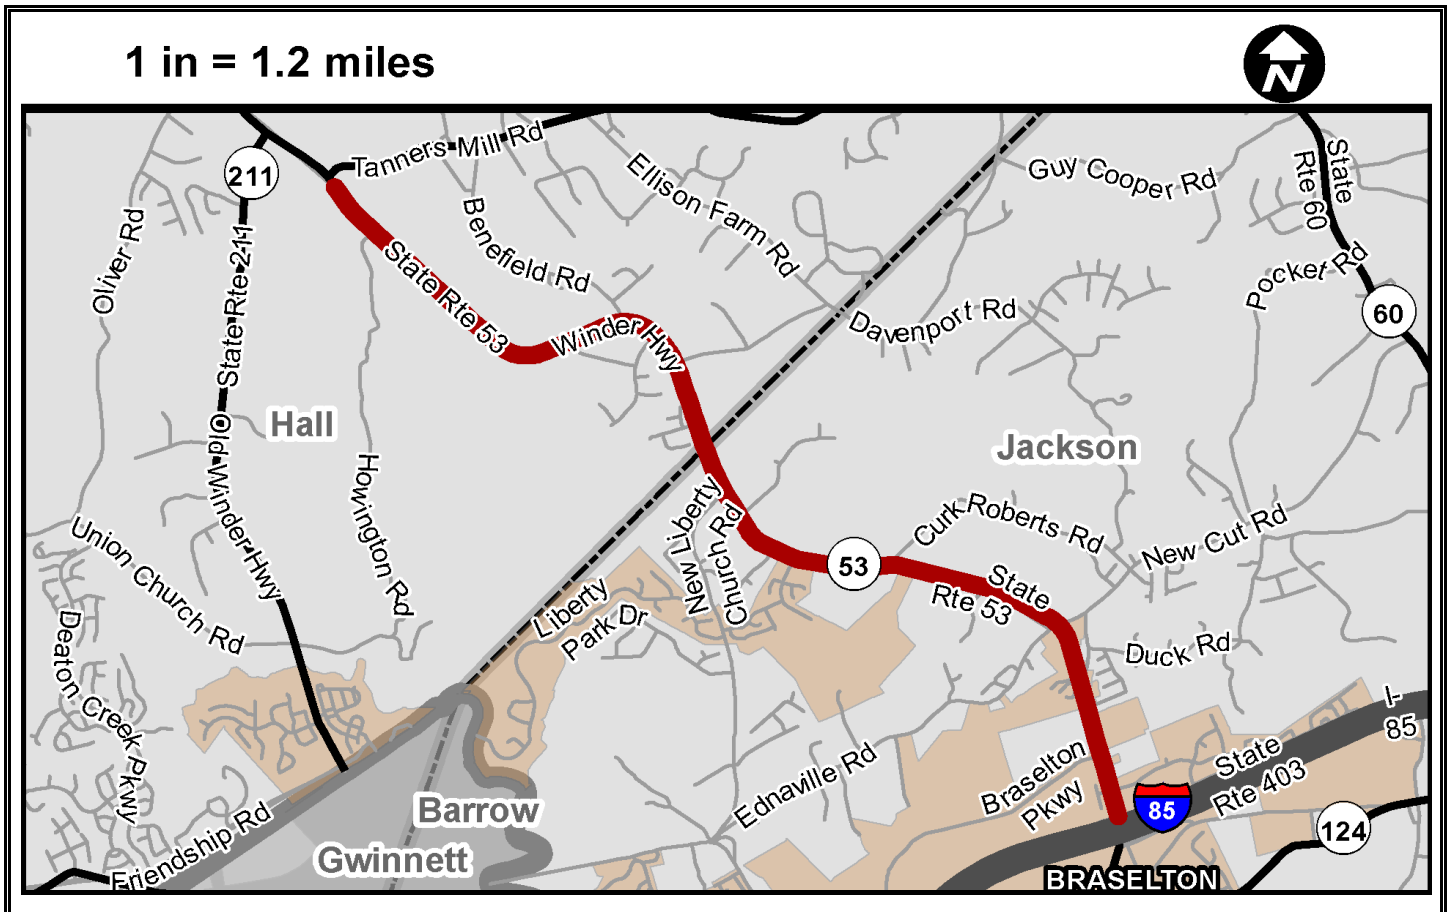 1 in = 1.2 miles
N
211
Tanners Mill Rd
Ellison Farm Rd
Guy Cooper Rd
State
Rte 60
Oliver Rd
Benefield Rd
State Rte 211
State Rte 53
Pocket Rd
Winder Hwy
Davenport Rd
60
Hall
Jackson
Old Winder Hwy
Howington Rd
New Liberty
Church Rd
Curk Roberts Rd
New Cut Rd
Union Church Rd
53
State
Rte 53
Liberty
Park Dr
Duck Rd
Deaton Creek Pkwy
I-
85
State
Rte 403
Ednaville Rd
Braselton
Pkwy
85
Barrow
124
Friendship Rd
Gwinnett
BRASELTON